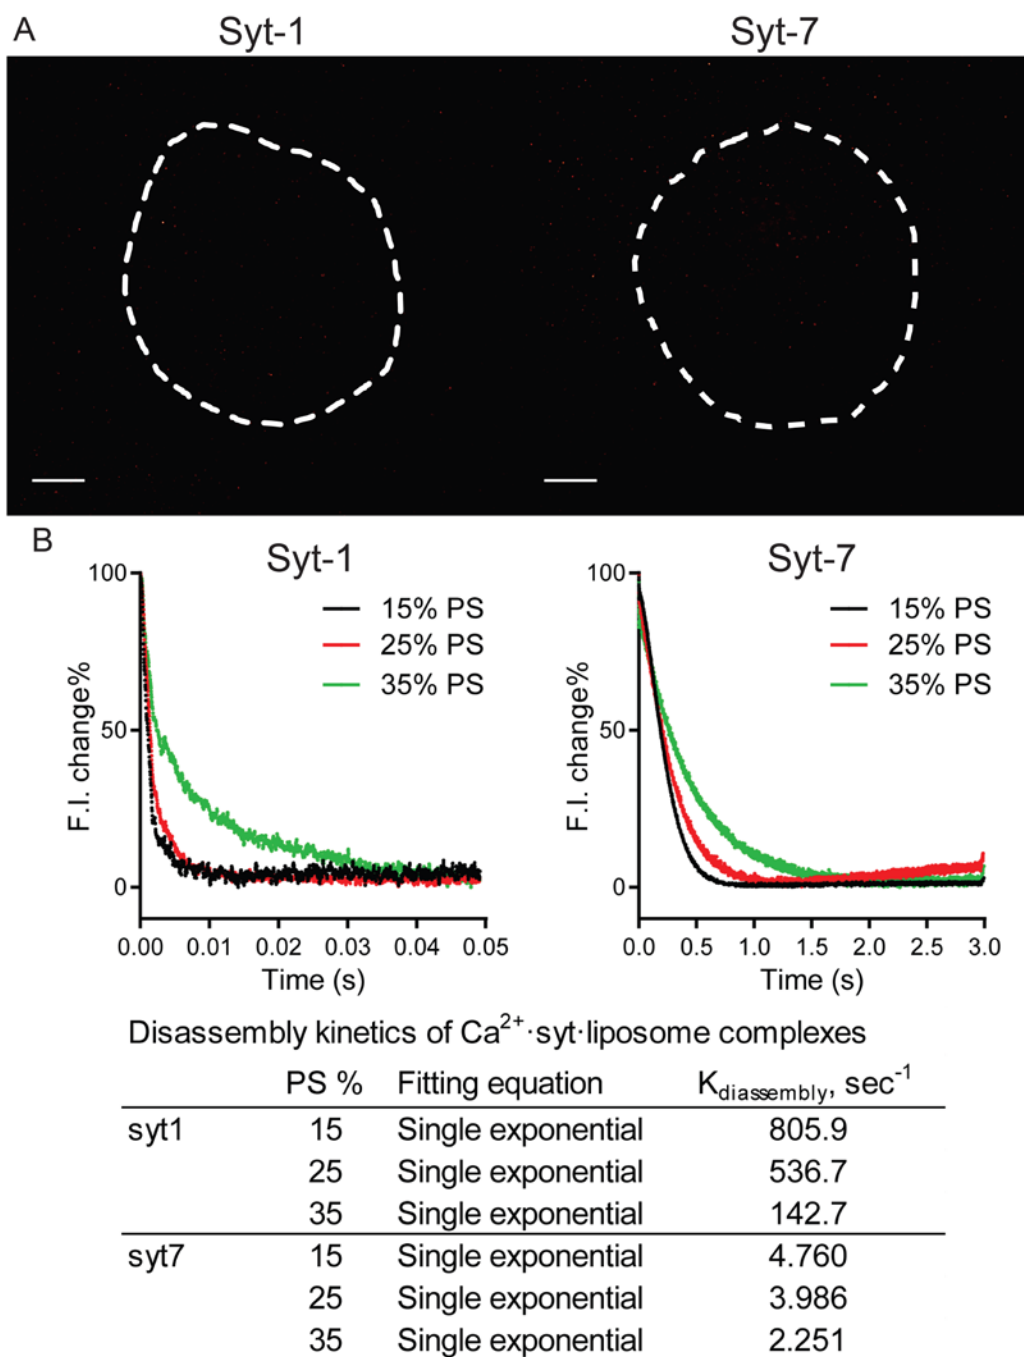 A
Syt-1
Syt-7
B
Syt-1
Syt-7
100
50
0
F.I. change%
15% PS
25% PS
35% PS
0.00 0.01 0.02 0.03 0.04 0.05
Time (s)
100
50
0
F.I. change%
15% PS
25% PS
35% PS
0.0 0.5 1.0 1.5 2.0 2.5 3.0
Time (s)
Disassembly kinetics of Ca²⁺·syt·liposome complexes
PS % Fitting equation K_diassembly, sec⁻¹
syt1 15 Single exponential 805.9
25 Single exponential 536.7
35 Single exponential 142.7
syt7 15 Single exponential 4.760
25 Single exponential 3.986
35 Single exponential 2.251